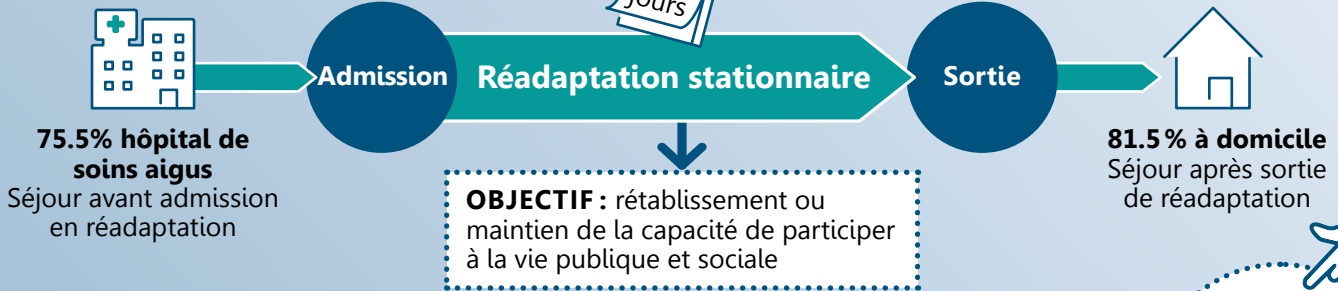 jours
Admission
Réadaptation stationnaire
Sortie
75.5% hôpital de
soins aigus
Séjour avant admission
en réadaptation
OBJECTIF : rétablissement ou
maintien de la capacité de participer
à la vie publique et sociale
81.5 % à domicile
Séjour après sortie
de réadaptation